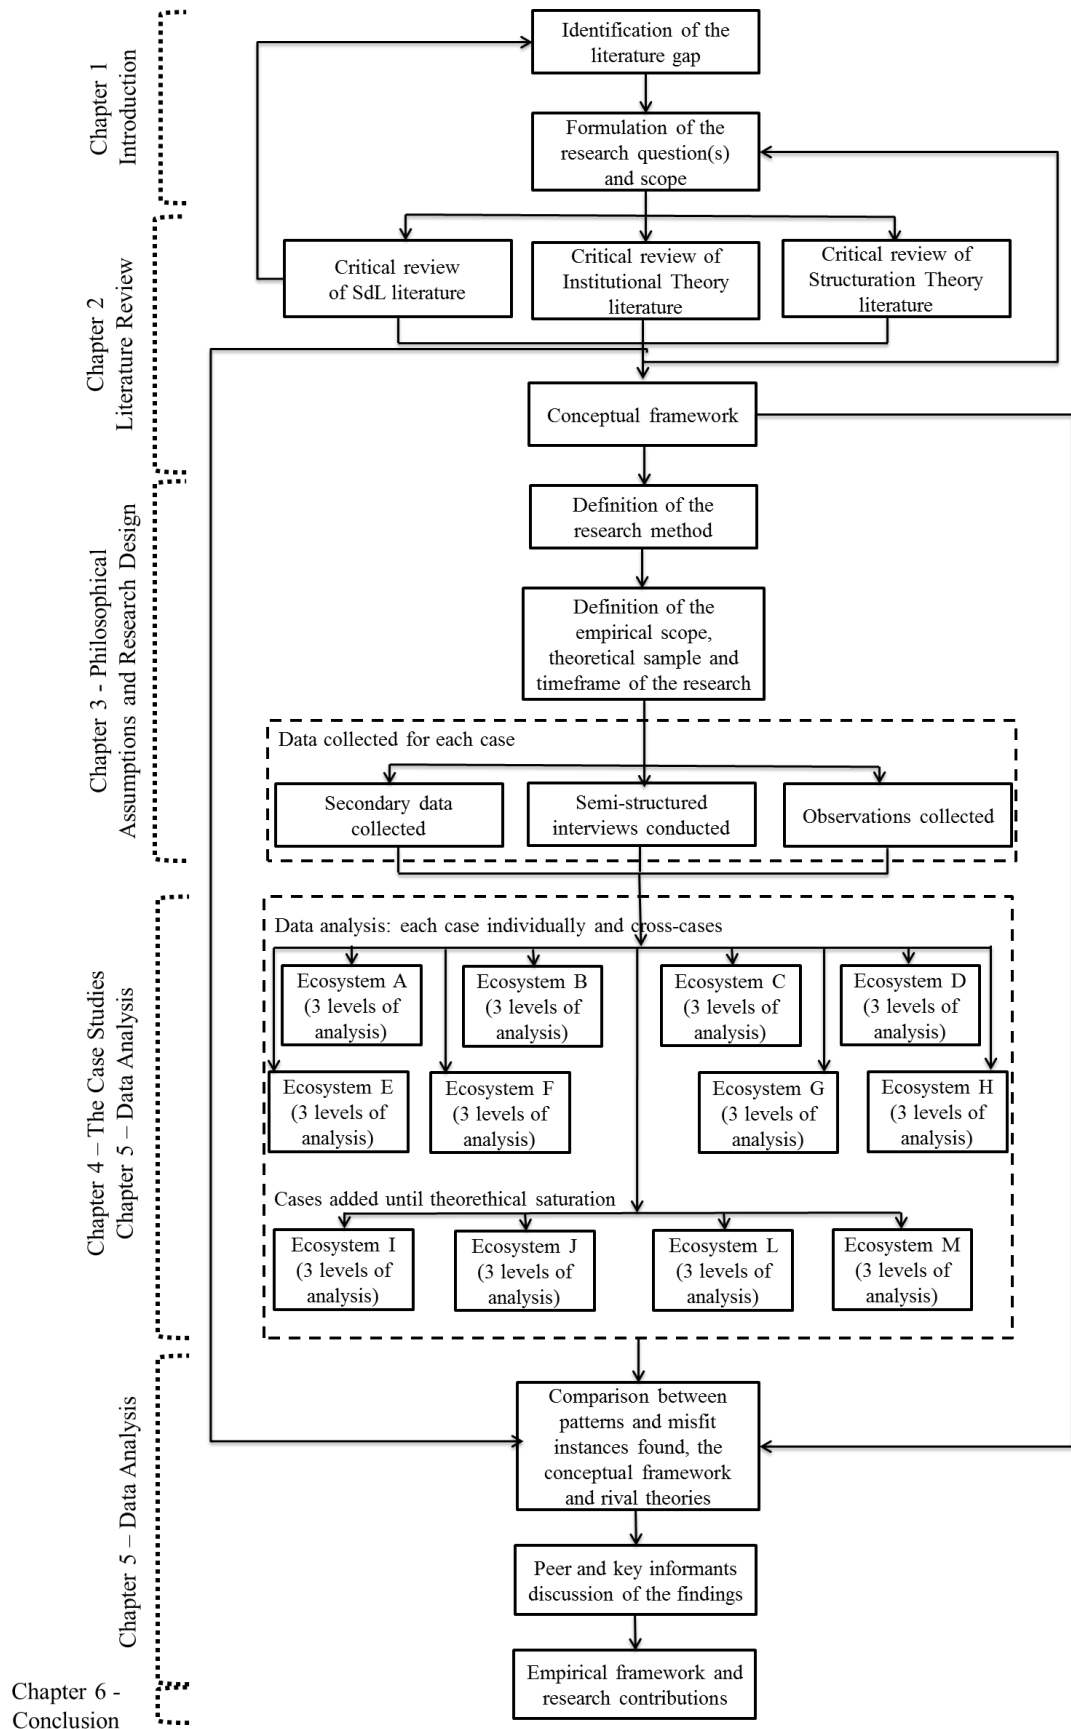 Chapter 1
Introduction
Identification of the
literature gap
Formulation of the
research question(s)
and scope
Chapter 2
Literature Review
Critical review
of SdL literature
Critical review of
Institutional Theory
literature
Critical review of
Structuration Theory
literature
Conceptual framework
Chapter 3 - Philosophical
Assumptions and Research Design
Definition of the
research method
Definition of the
empirical scope,
theoretical sample and
timeframe of the research
Data collected for each case
Secondary data
collected
Semi-structured
interviews conducted
Observations collected
Chapter 4 – The Case Studies
Chapter 5 – Data Analysis
Data analysis: each case individually and cross-cases
Ecosystem A
(3 levels of
analysis)
Ecosystem B
(3 levels of
analysis)
Ecosystem C
(3 levels of
analysis)
Ecosystem D
(3 levels of
analysis)
Ecosystem E
(3 levels of
analysis)
Ecosystem F
(3 levels of
analysis)
Ecosystem G
(3 levels of
analysis)
Ecosystem H
(3 levels of
analysis)
Cases added until theorethical saturation
Ecosystem I
(3 levels of
analysis)
Ecosystem J
(3 levels of
analysis)
Ecosystem L
(3 levels of
analysis)
Ecosystem M
(3 levels of
analysis)
Chapter 5 – Data Analysis
Comparison between
patterns and misfit
instances found, the
conceptual framework
and rival theories
Peer and key informants
discussion of the findings
Chapter 6 -
Conclusion
Empirical framework and
research contributions